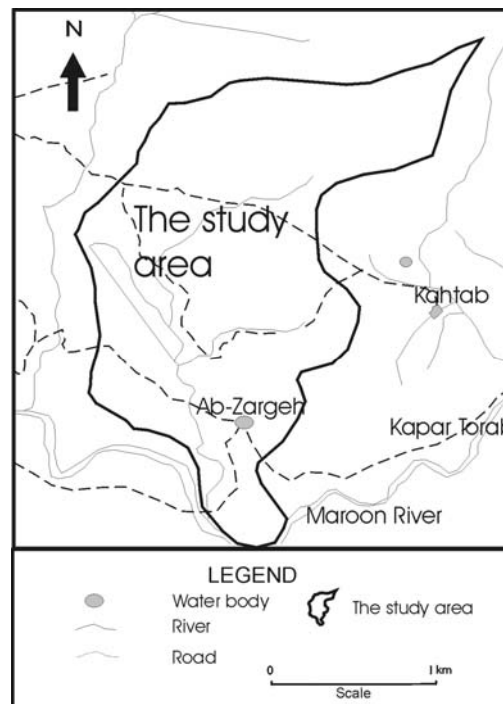 N
The study
area
Kahtab
Ab-Zargeh
Kapar Torab
Maroon River
LEGEND
Water body
River
Road
The study area
0
1 km
Scale